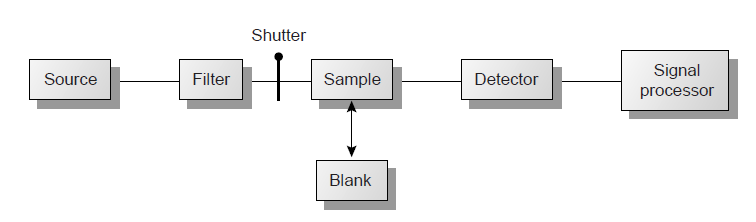 Shutter
Source
Filter
Sample
Detector
Signal
processor
Blank